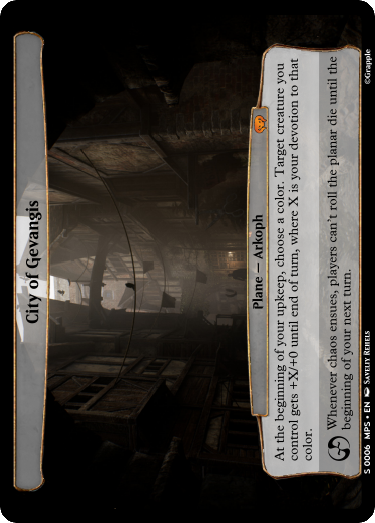 City of Gevangis
Plane — Arkoph
At the beginning of your upkeep, choose a color. Target creature you
control gets +X/+0 until end of turn, where X is your devotion to that
color.
Whenever chaos ensues, players can't roll the planar die until the
beginning of your next turn.
S 0006 MPS • EN SAVELIY REBELS
©Grapple